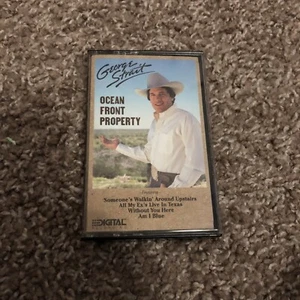 George
Strait
OCEAN
FRONT
PROPERTY
Featuring
Someone's Walkin' Around Upstairs
All My Ex's Live In Texas
Without You Here
Am I Blue
DIGITAL